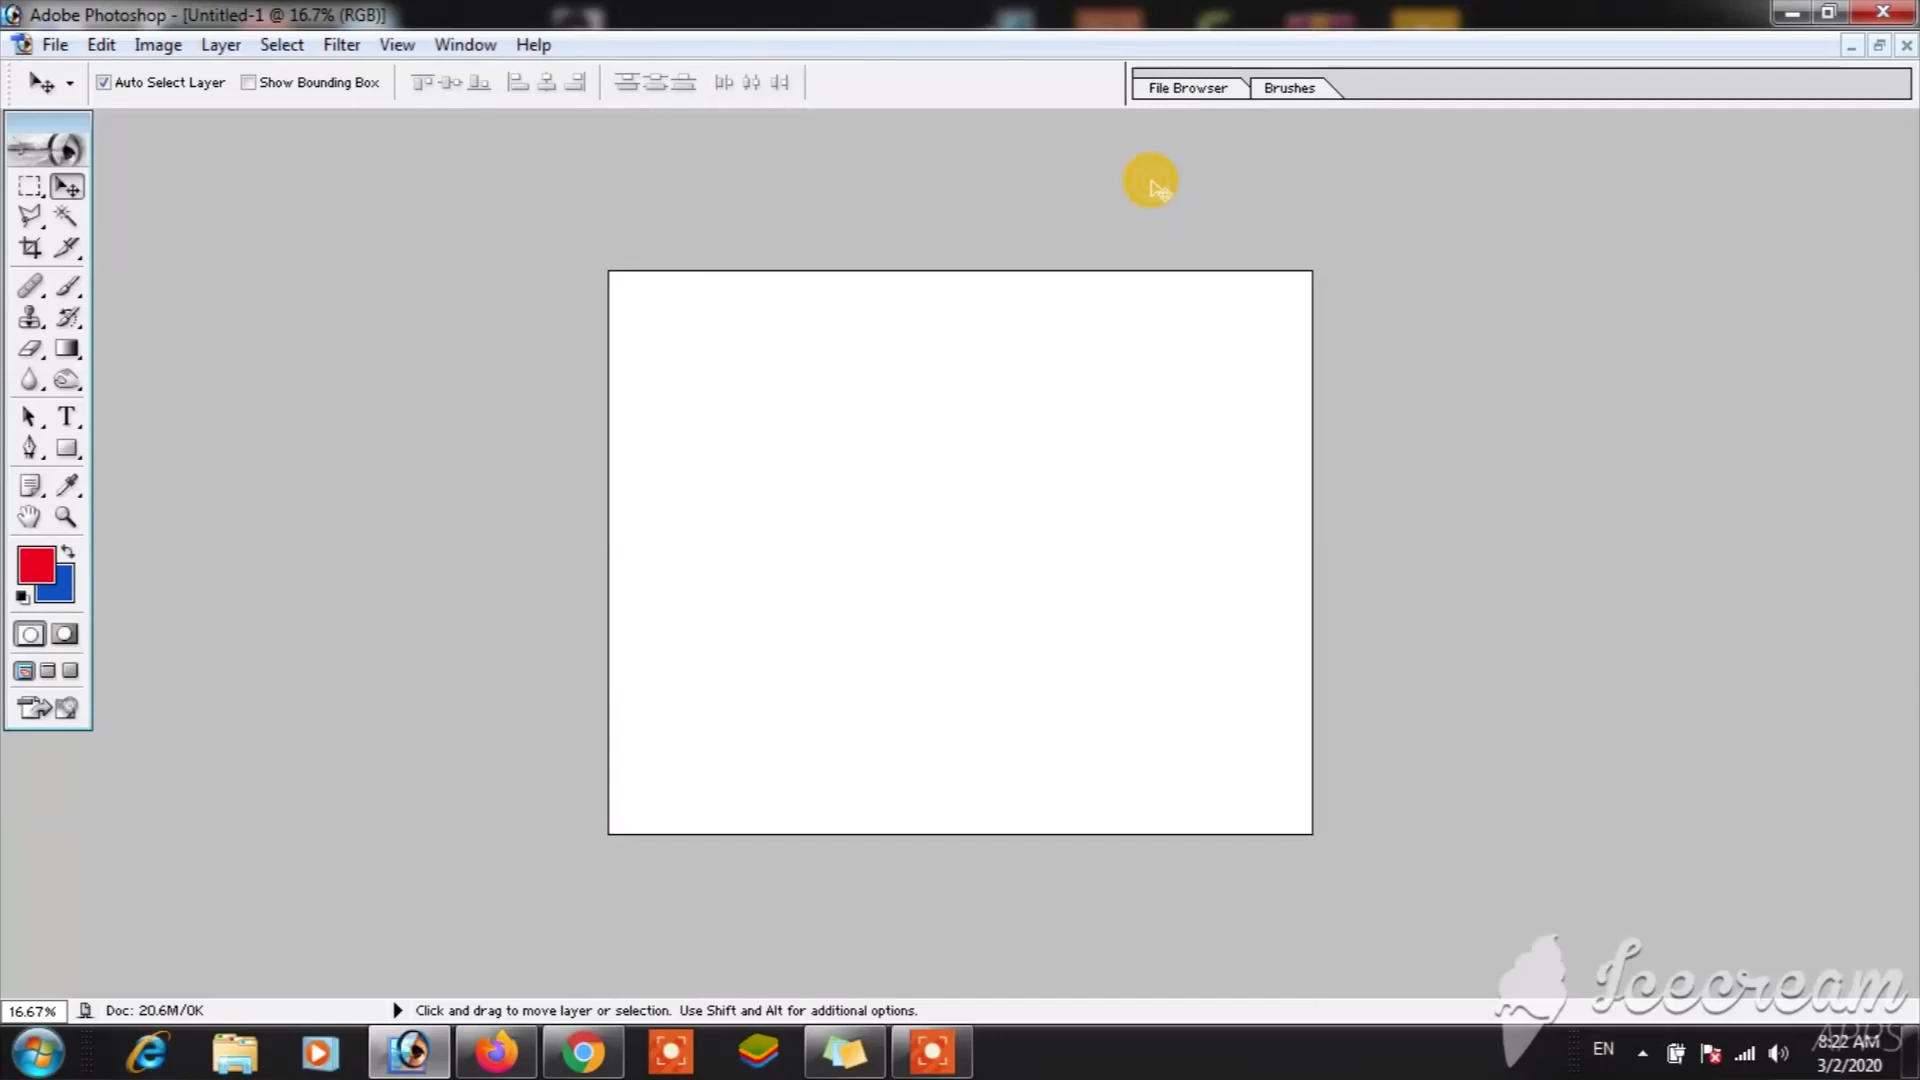 Adobe Photoshop - [Untitled-1 @ 16.7% (RGB)]
File Edit Image Layer Select Filter View Window Help
Auto Select Layer Show Bounding Box File Browser Brushes
T
16.67% Doc: 20.6M/0K Click and drag to move layer or selection. Use Shift and Alt for additional options.
Icecream
APPS
EN 8:22 AM
3/2/2020